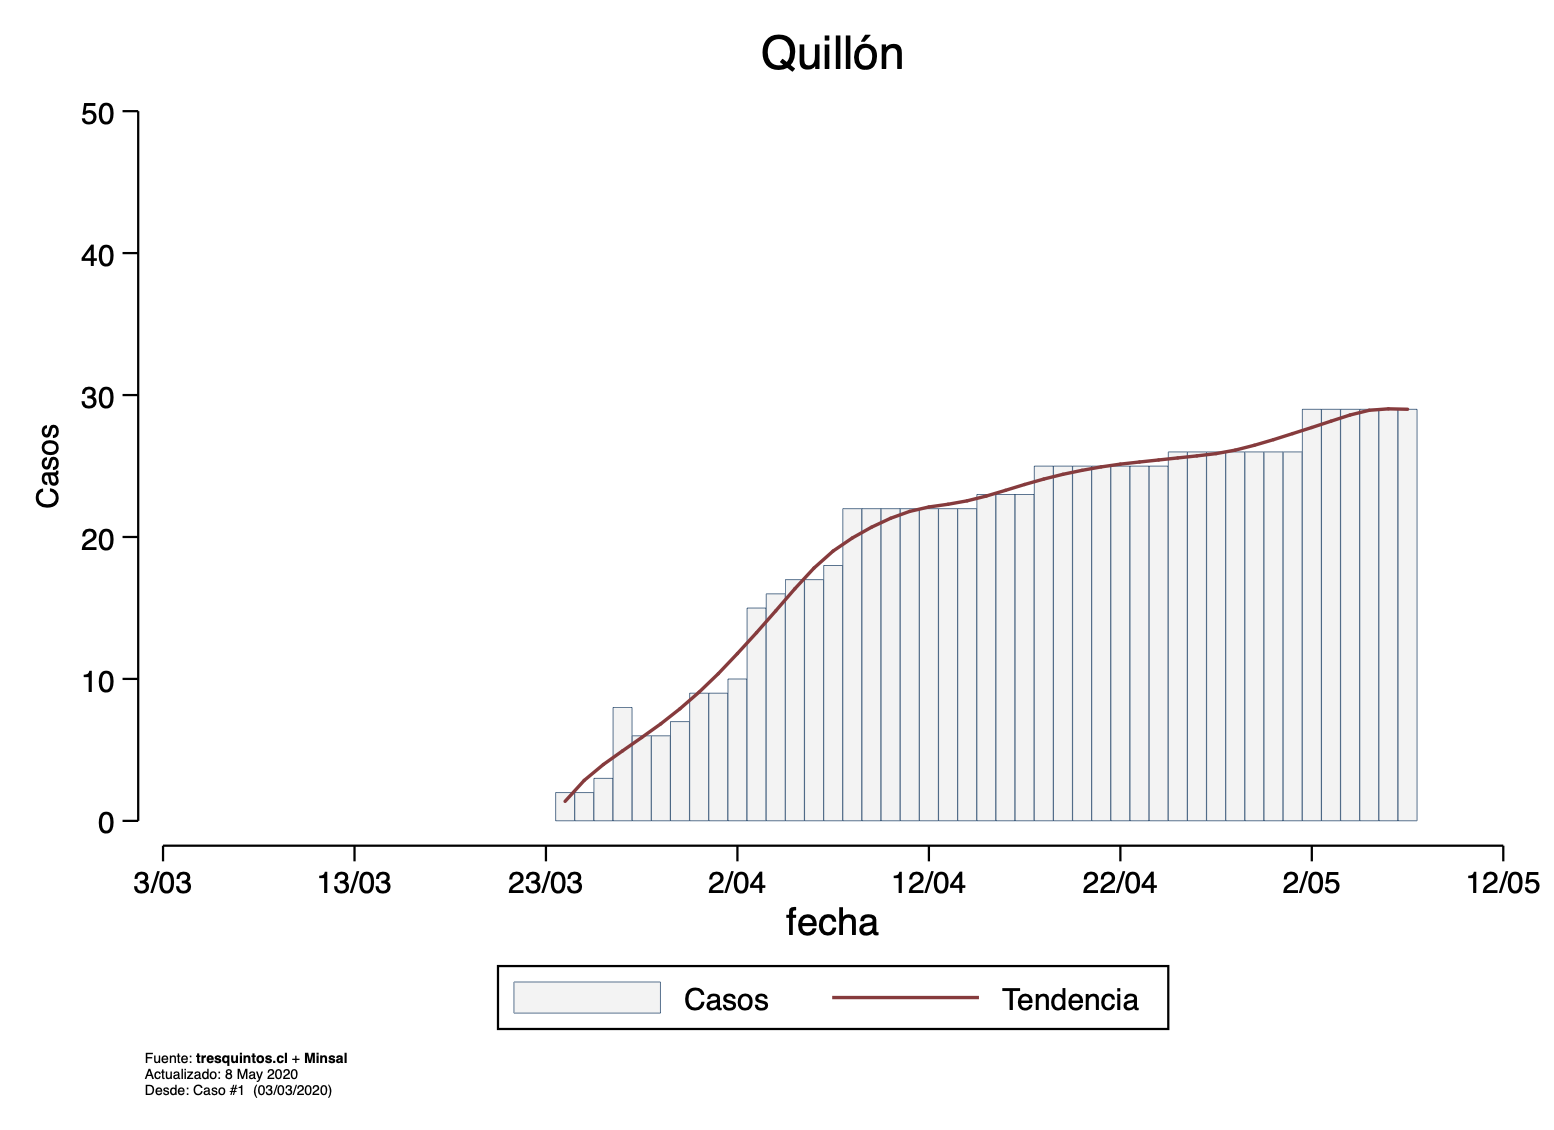 Quillón
50
40
30
20
10
0
Casos
3/03 13/03 23/03 2/04 12/04 22/04 2/05 12/05
fecha
Casos Tendencia
Fuente: tresquintos.cl + Minsal
Actualizado: 8 May 2020
Desde: Caso #1 (03/03/2020)